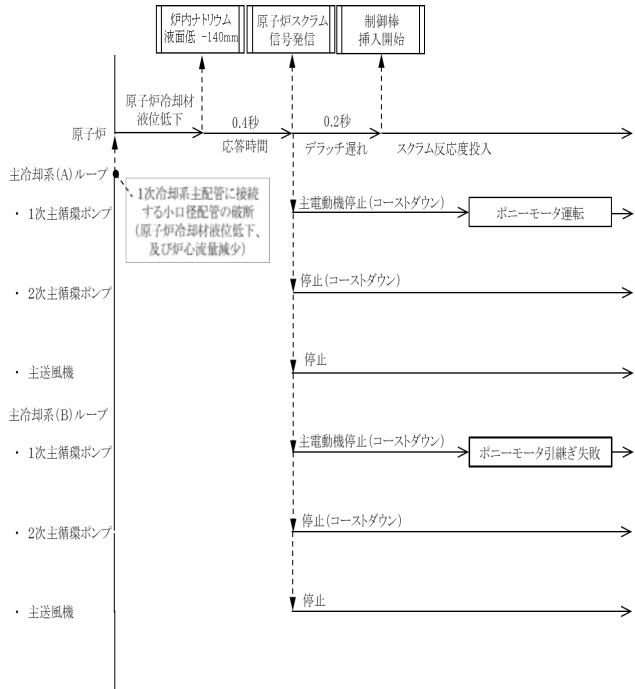 炉内ナトリウム
液面低 -140mm
原子炉スクラム
信号発信
制御棒
挿入開始
原子炉冷却材
液位低下
0.4秒
0.2秒
原子炉
応答時間
デラッチ遅れ
スクラム反応度投入
主冷却系(A)ループ
1次冷却系主配管に接続
する小口径配管の破断
(原子炉冷却材液位低下、
及び炉心流量減少)
・ 1次主循環ポンプ
主電動機停止(コーストダウン)
ポニーモータ運転
・ 2次主循環ポンプ
停止(コーストダウン)
・ 主送風機
停止
主冷却系(B)ループ
・ 1次主循環ポンプ
主電動機停止(コーストダウン)
ポニーモータ引継ぎ失敗
・ 2次主循環ポンプ
停止(コーストダウン)
・ 主送風機
停止